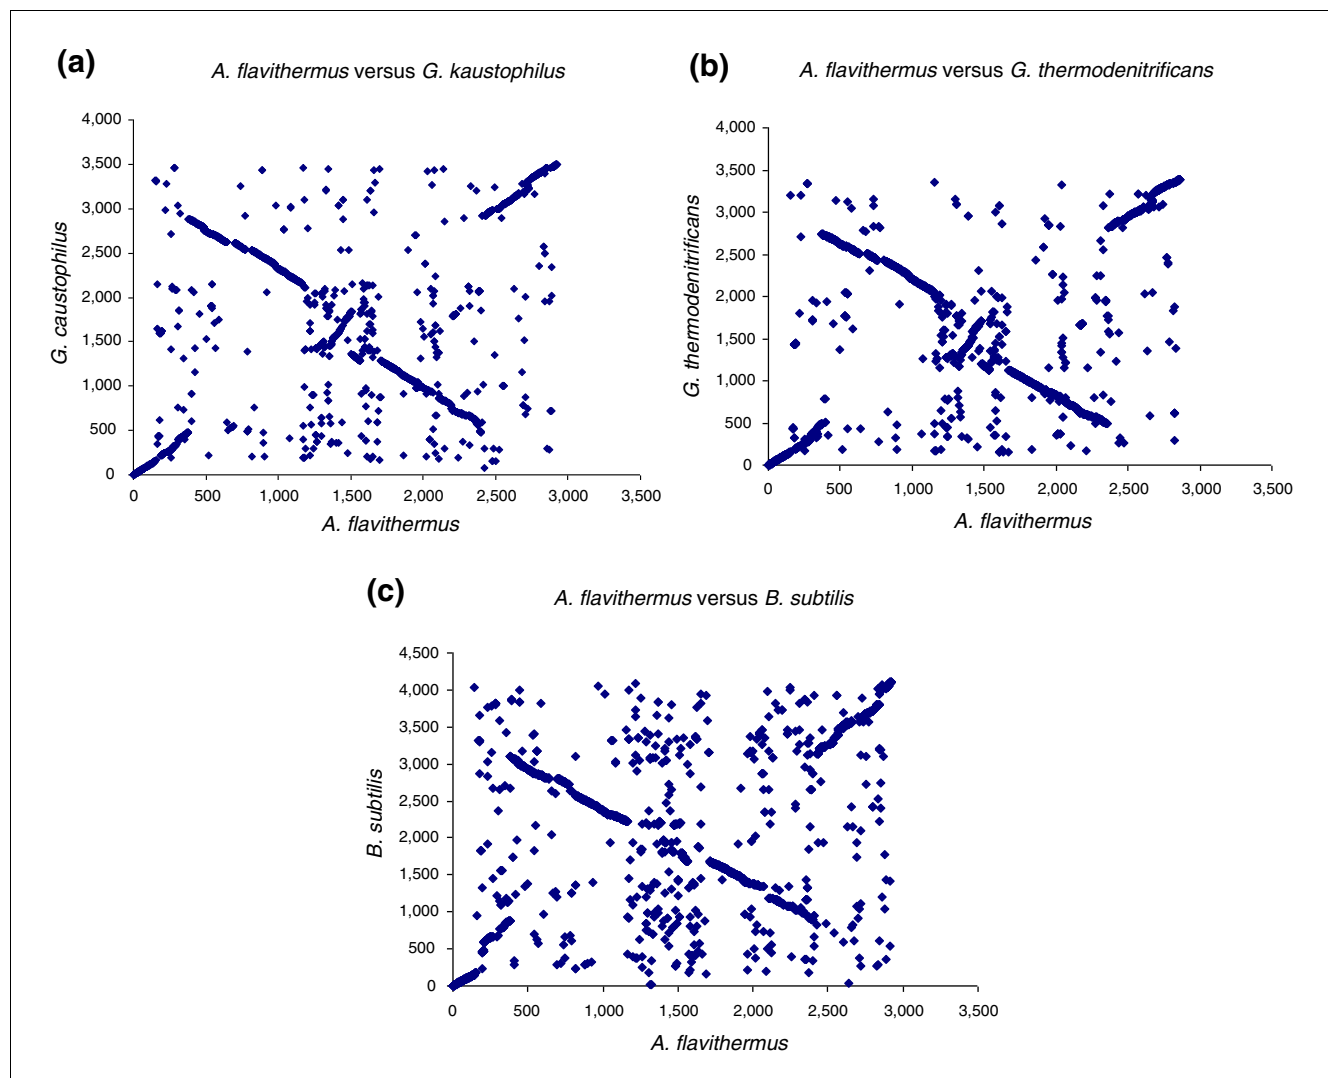 (a)
A. flavithermus versus G. kaustophilus
4,000
3,500
3,000
2,500
2,000
1,500
1,000
500
0
G. caustophilus
0 500 1,000 1,500 2,000 2,500 3,000 3,500
A. flavithermus
(b)
A. flavithermus versus G. thermodenitrificans
4,000
3,500
3,000
2,500
2,000
1,500
1,000
500
0
G. thermodenitrificans
0 500 1,000 1,500 2,000 2,500 3,000 3,500
A. flavithermus
(c)
A. flavithermus versus B. subtilis
4,500
4,000
3,500
3,000
2,500
2,000
1,500
1,000
500
0
B. subtilis
0 500 1,000 1,500 2,000 2,500 3,000 3,500
A. flavithermus